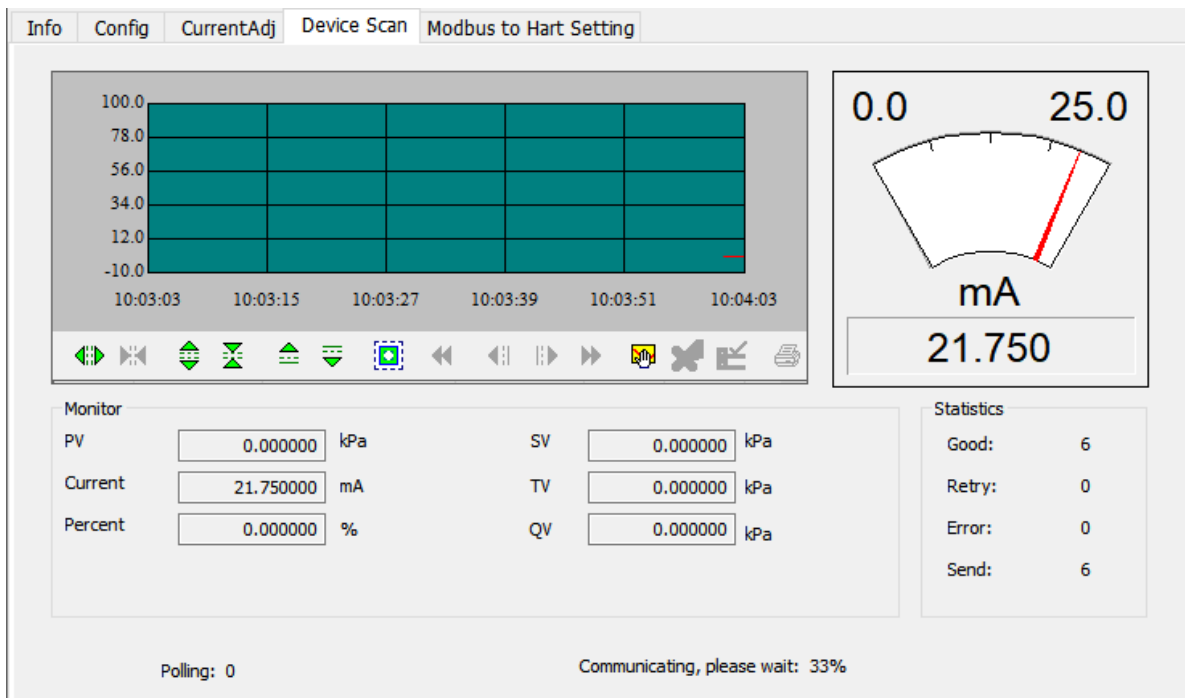 Info Config CurrentAdj Device Scan Modbus to Hart Setting
100.0
78.0
56.0
34.0
12.0
-10.0
10:03:03 10:03:15 10:03:27 10:03:39 10:03:51 10:04:03
0.0 25.0
mA
21.750
Monitor
PV 0.000000 kPa SV 0.000000 kPa
Current 21.750000 mA TV 0.000000 kPa
Percent 0.000000 % QV 0.000000 kPa
Statistics
Good: 6
Retry: 0
Error: 0
Send: 6
Polling: 0 Communicating, please wait: 33%